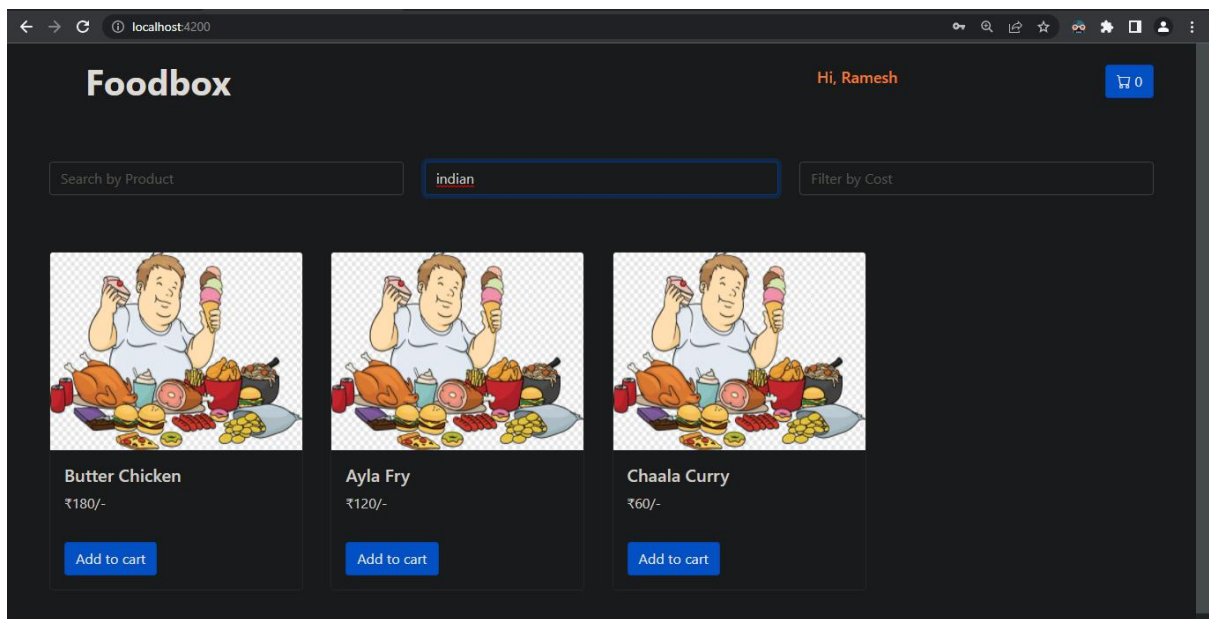 localhost:4200
Foodbox
Hi, Ramesh
0
Search by Product
indian
Filter by Cost
Butter Chicken
₹180/-
Add to cart
Ayla Fry
₹120/-
Add to cart
Chaala Curry
₹60/-
Add to cart